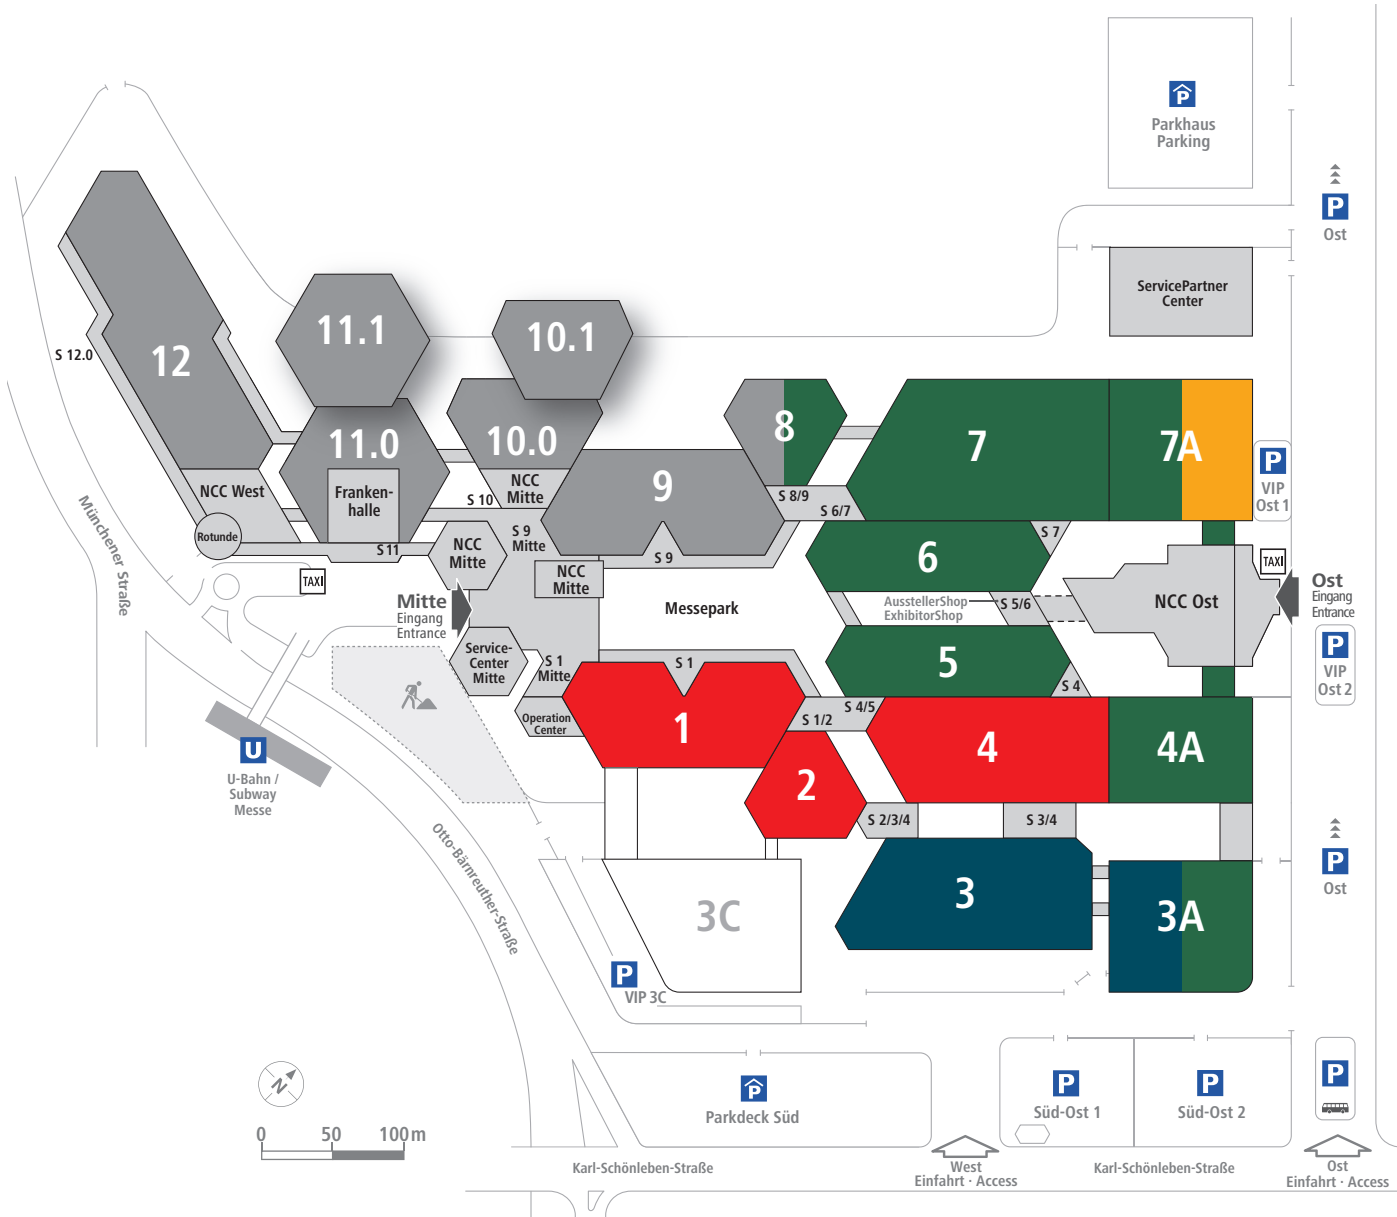 P
Parkhaus
Parking
P
Ost
ServicePartner
Center
11.1
10.1
12
S 12.0
11.0
10.0
8
7
7A
P
VIP
Ost 1
NCC West
Franken-
halle
S 10
NCC
Mitte
9
S 8/9
S 6/7
Rotunde
S 11
NCC
Mitte
S 9
Mitte
S 9
6
S 7
TAXI
NCC
Mitte
TAXI
Münchener Straße
Mitte
Eingang
Entrance
Messepark
AusstellerShop
ExhibitorShop
S 5/6
NCC Ost
Ost
Eingang
Entrance
Service-
Center
Mitte
S 1
Mitte
S 1
5
S 4
P
VIP
Ost 2
Operation
Center
1
S 4/5
S 1/2
4
4A
U
U-Bahn /
Subway
Messe
2
S 2/3/4
S 3/4
Otto-Bärnreuther-Straße
P
Ost
3C
3
3A
P
VIP 3C
N
0 50 100 m
P
Parkdeck Süd
P
Süd-Ost 1
P
Süd-Ost 2
P
Karl-Schönleben-Straße
West
Einfahrt · Access
Karl-Schönleben-Straße
Ost
Einfahrt · Access